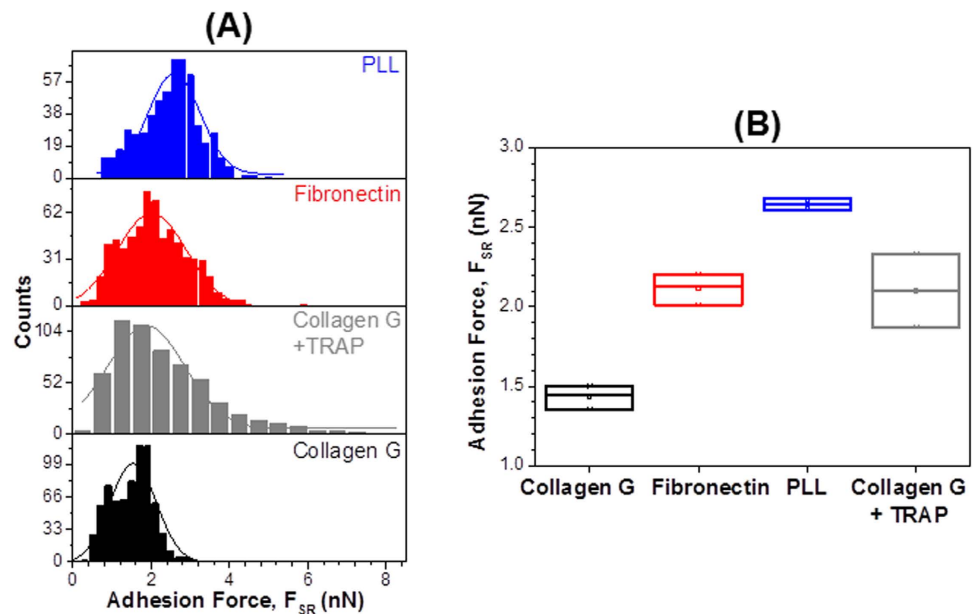 (A)
PLL
57
38
19
0
Fibronectin
62
31
0
Collagen G
+TRAP
104
52
0
Collagen G
99
66
33
0
0 2 4 6 8
Counts
Adhesion Force, F_SR (nN)
(B)
3.0
2.5
2.0
1.5
1.0
Adhesion Force, F_SR (nN)
Collagen G Fibronectin PLL Collagen G
+ TRAP